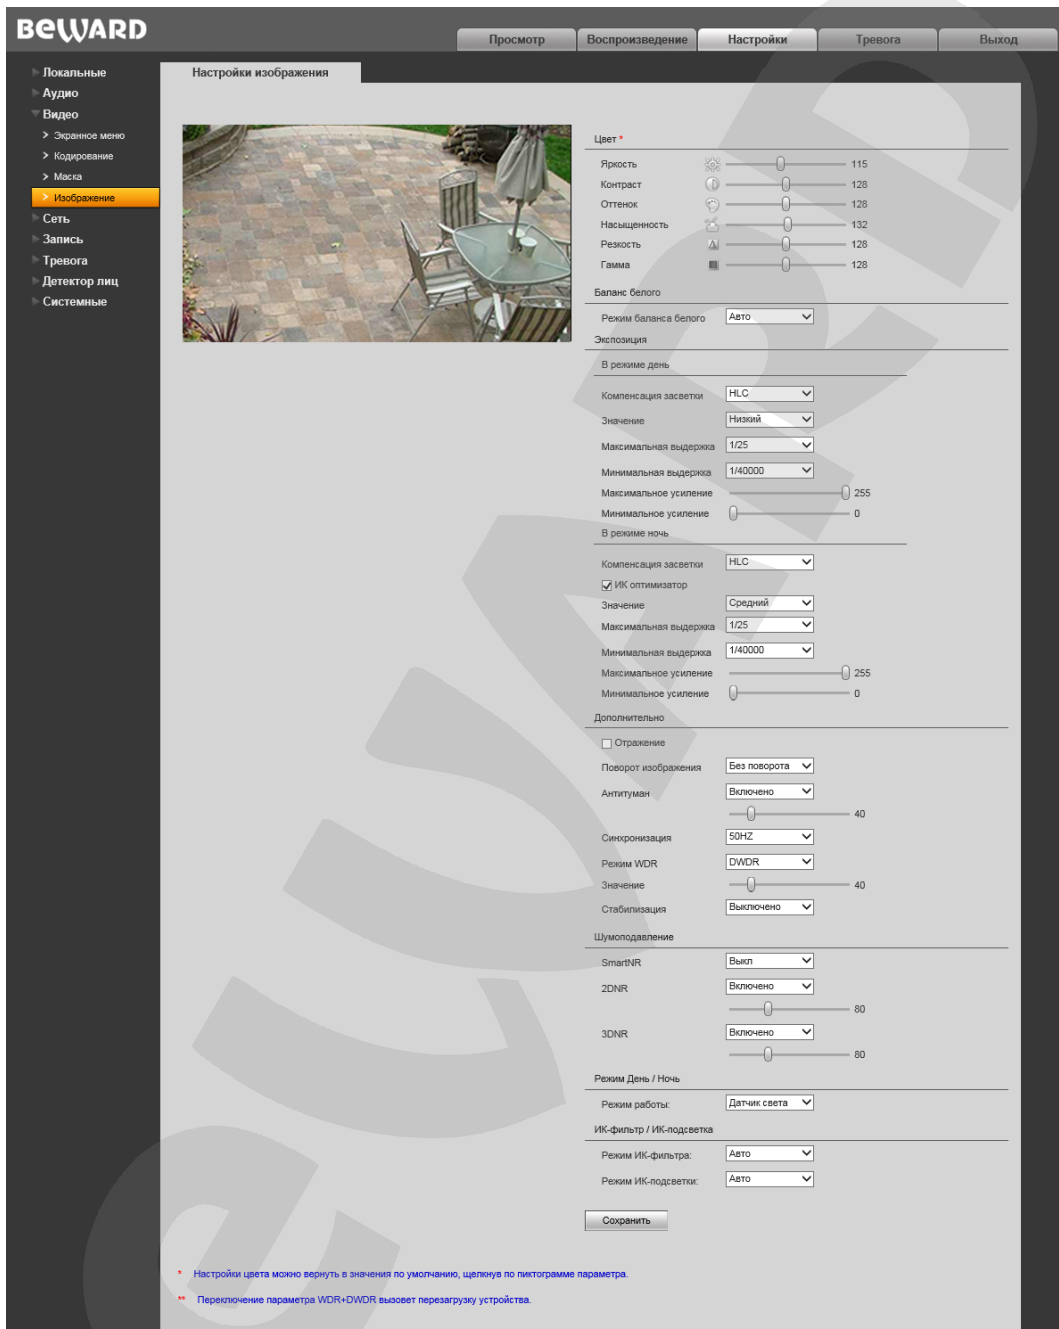 BEWARD
Просмотр Воспроизведение Настройки Тревога Выход
Локальные
Аудио
Видео
> Экранное меню
> Кодирование
> Маска
> Изображение
Сеть
Запись
Тревога
Детектор лиц
Системные
Настройки изображения
Цвет *
Яркость 115
Контраст 128
Оттенок 128
Насыщенность 132
Резкость 128
Гамма 128
Баланс белого
Режим баланса белого Авто
Экспозиция
В режиме день
Компенсация засветки HLC
Значение Низкий
Максимальная выдержка 1/25
Минимальная выдержка 1/40000
Максимальное усиление 255
Минимальное усиление 0
В режиме ночь
Компенсация засветки HLC
ИК оптимизатор
Значение Средний
Максимальная выдержка 1/25
Минимальная выдержка 1/40000
Максимальное усиление 255
Минимальное усиление 0
Дополнительно
Отражение
Поворот изображения Без поворота
Антитуман Включено
40
Синхронизация 50HZ
Режим WDR DWDR
Значение 40
Стабилизация Выключено
Шумоподавление
SmartNR Выкл
2DNR Включено
80
3DNR Включено
80
Режим День / Ночь
Режим работы: Датчик света
ИК-фильтр / ИК-подсветка
Режим ИК-фильтра: Авто
Режим ИК-подсветки: Авто
Сохранить
* Настройки цвета можно вернуть в значения по умолчанию, щелкнув по пиктограмме параметра.
** Переключение параметра WDR+DWDR вызовет перезагрузку устройства.